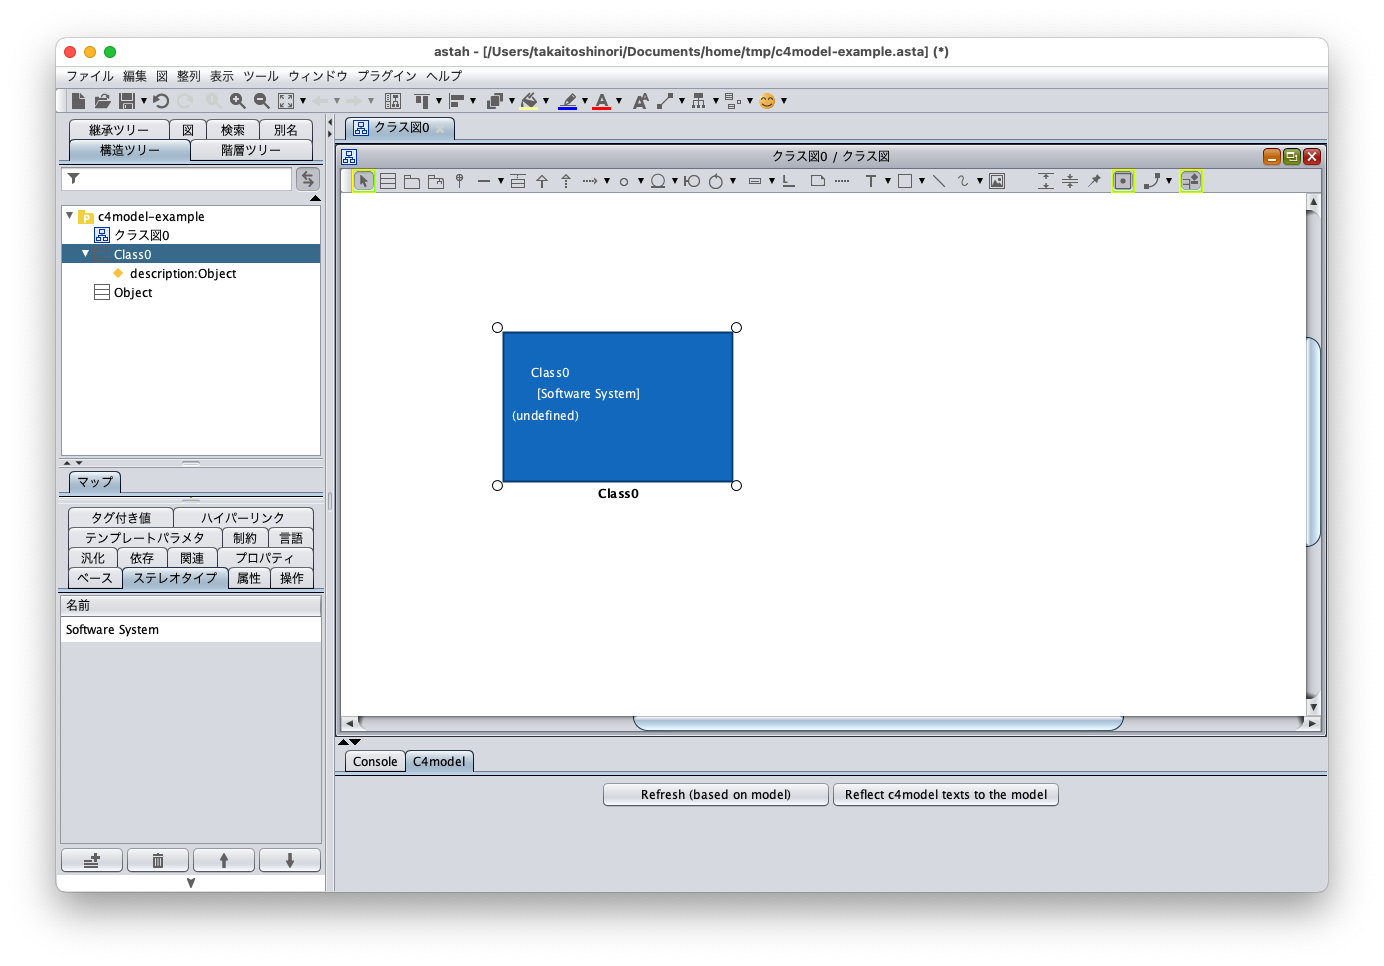 astah - [/Users/takaitoshinori/Documents/home/tmp/c4model-example.asta] (*)
ファイル 編集 図 整列 表示 ツール ウィンドウ プラグイン ヘルプ
継承ツリー 図 検索 別名
構造ツリー 階層ツリー
c4model-example
クラス図0
Class0
description:Object
Object
マップ
タグ付き値 ハイパーリンク
テンプレートパラメタ 制約 言語
汎化 依存 関連 プロパティ
ベース ステレオタイプ 属性 操作
名前
Software System
クラス図0
クラス図0 / クラス図
Class0
[Software System]
(undefined)
Class0
Console C4model
Refresh (based on model) Reflect c4model texts to the model